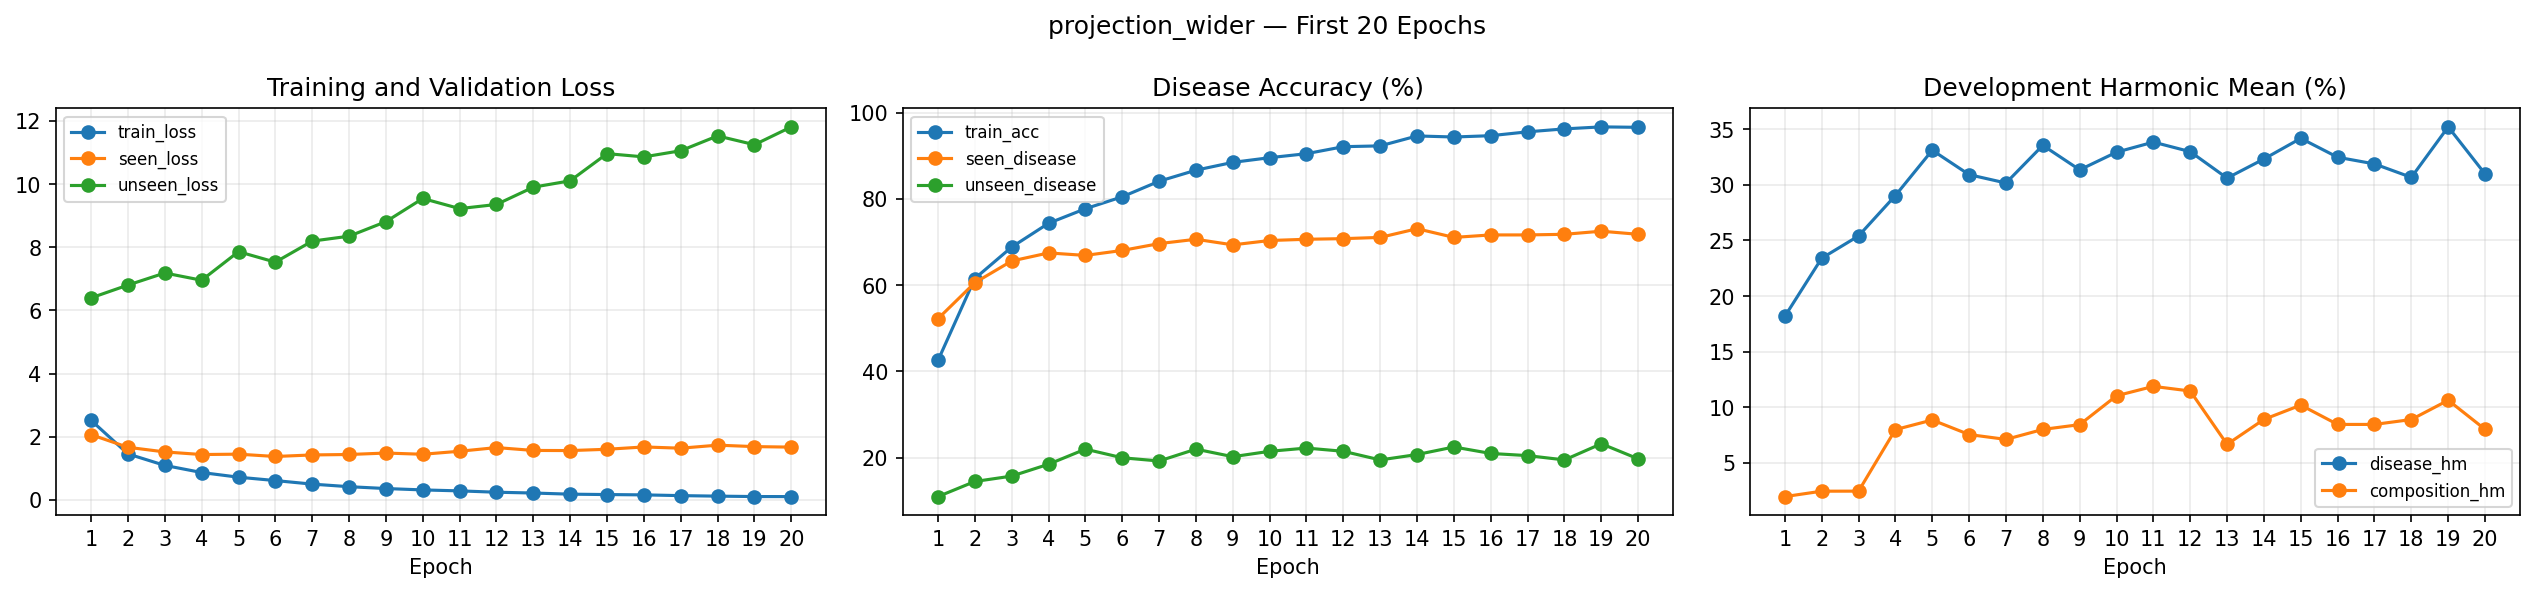 projection_wider — First 20 Epochs
Training and Validation Loss
12
10
8
6
4
2
0
train_loss
seen_loss
unseen_loss
1 2 3 4 5 6 7 8 9 10 11 12 13 14 15 16 17 18 19 20
Epoch
Disease Accuracy (%)
100
80
60
40
20
train_acc
seen_disease
unseen_disease
1 2 3 4 5 6 7 8 9 10 11 12 13 14 15 16 17 18 19 20
Epoch
Development Harmonic Mean (%)
35
30
25
20
15
10
5
disease_hm
composition_hm
1 2 3 4 5 6 7 8 9 10 11 12 13 14 15 16 17 18 19 20
Epoch